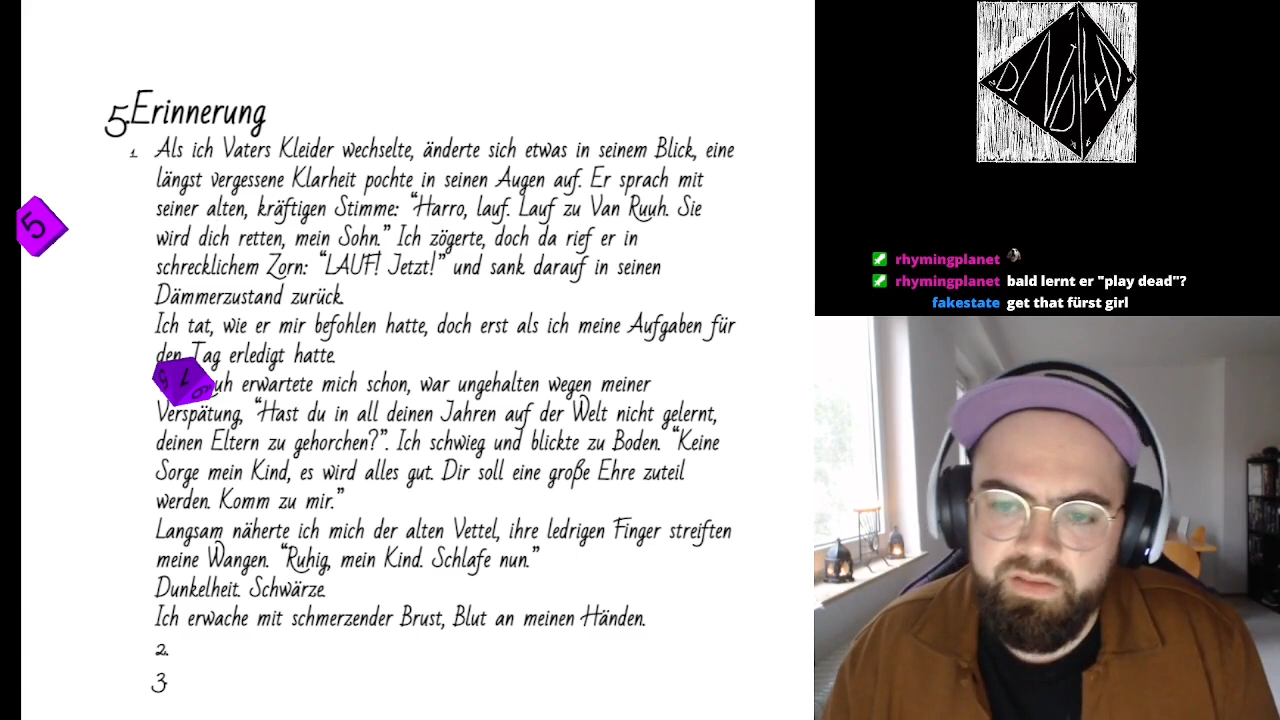 5.Erinnerung
1. Als ich Vaters Kleider wechselte, änderte sich etwas in seinem Blick, eine
längst vergessene Klarheit pochte in seinen Augen auf. Er sprach mit
seiner alten, kräftigen Stimme: "Harro, lauf. Lauf zu Van Ruuh. Sie
wird dich retten, mein Sohn." Ich zögerte, doch da rief er in
schrecklichem Zorn: "LAUF! Jetzt!" und sank darauf in seinen
Dämmerzustand zurück.
Ich tat, wie er mir befohlen hatte, doch erst als ich meine Aufgaben für
den Tag erledigt hatte.
uh erwartete mich schon, war ungehalten wegen meiner
Verspätung, "Hast du in all deinen Jahren auf der Welt nicht gelernt,
deinen Eltern zu gehorchen?". Ich schwieg und blickte zu Boden. "Keine
Sorge mein Kind, es wird alles gut. Dir soll eine große Ehre zuteil
werden. Komm zu mir."
Langsam näherte ich mich der alten Vettel, ihre ledrigen Finger streiften
meine Wangen. "Ruhig, mein Kind. Schlafe nun."
Dunkelheit. Schwärze.
Ich erwache mit schmerzender Brust, Blut an meinen Händen.
2.
3
5
rhymingplanet
rhymingplanet bald lernt er "play dead"?
fakestate get that fürst girl